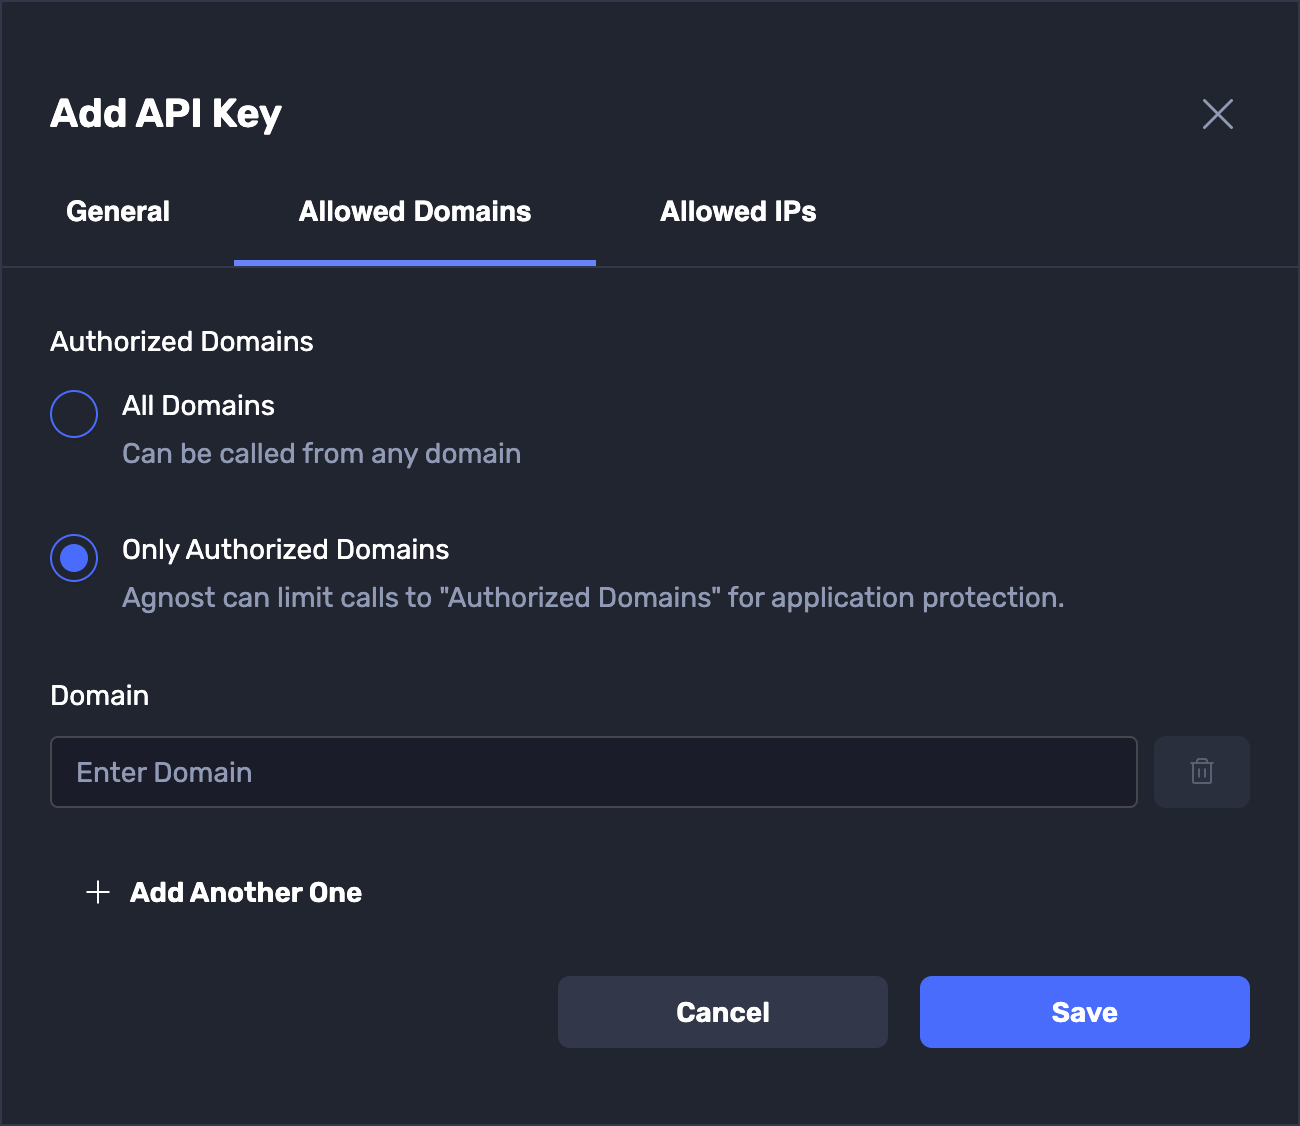 Add API Key
General Allowed Domains Allowed IPs
Authorized Domains
All Domains
Can be called from any domain
Only Authorized Domains
Agnost can limit calls to "Authorized Domains" for application protection.
Domain
Enter Domain
Add Another One
Cancel Save